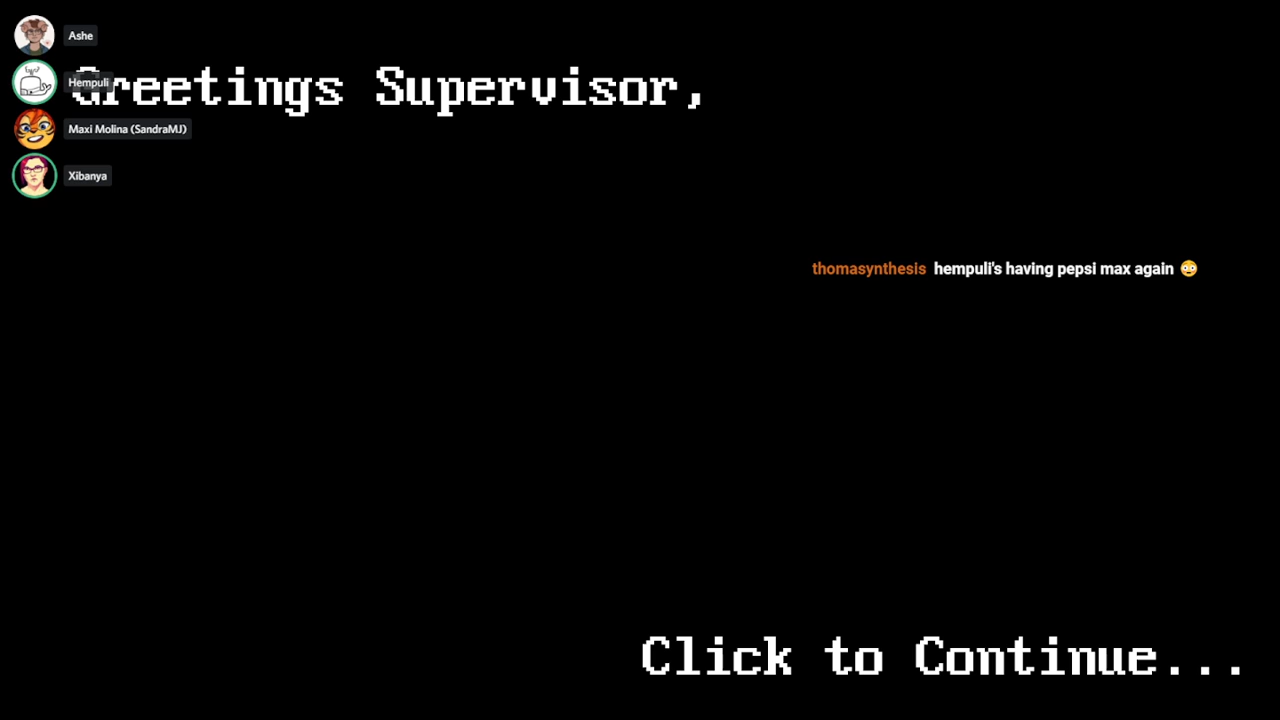 Ashe
Hempuli
Greetings Supervisor,
Maxi Molina (SandraMJ)
Xibanya
thomasynthesis hempuli's having pepsi max again 😳
Click to Continue...